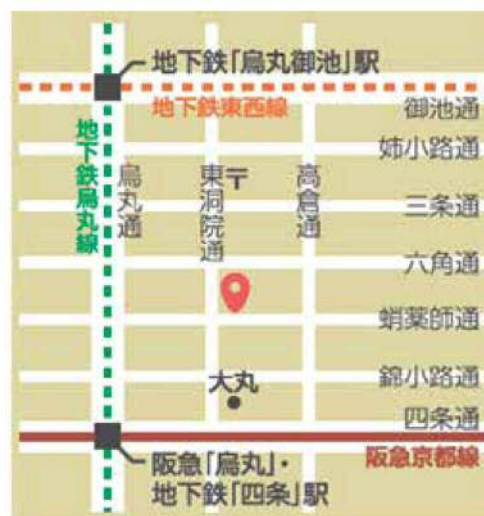 地下鉄「烏丸御池」駅
地下鉄東西線
御池通
姉小路通
地下鉄烏丸線
烏丸通
東洞院通
〒
高倉通
三条通
六角通
蛸薬師通
錦小路通
大丸
四条通
阪急京都線
阪急「烏丸」・
地下鉄「四条」駅